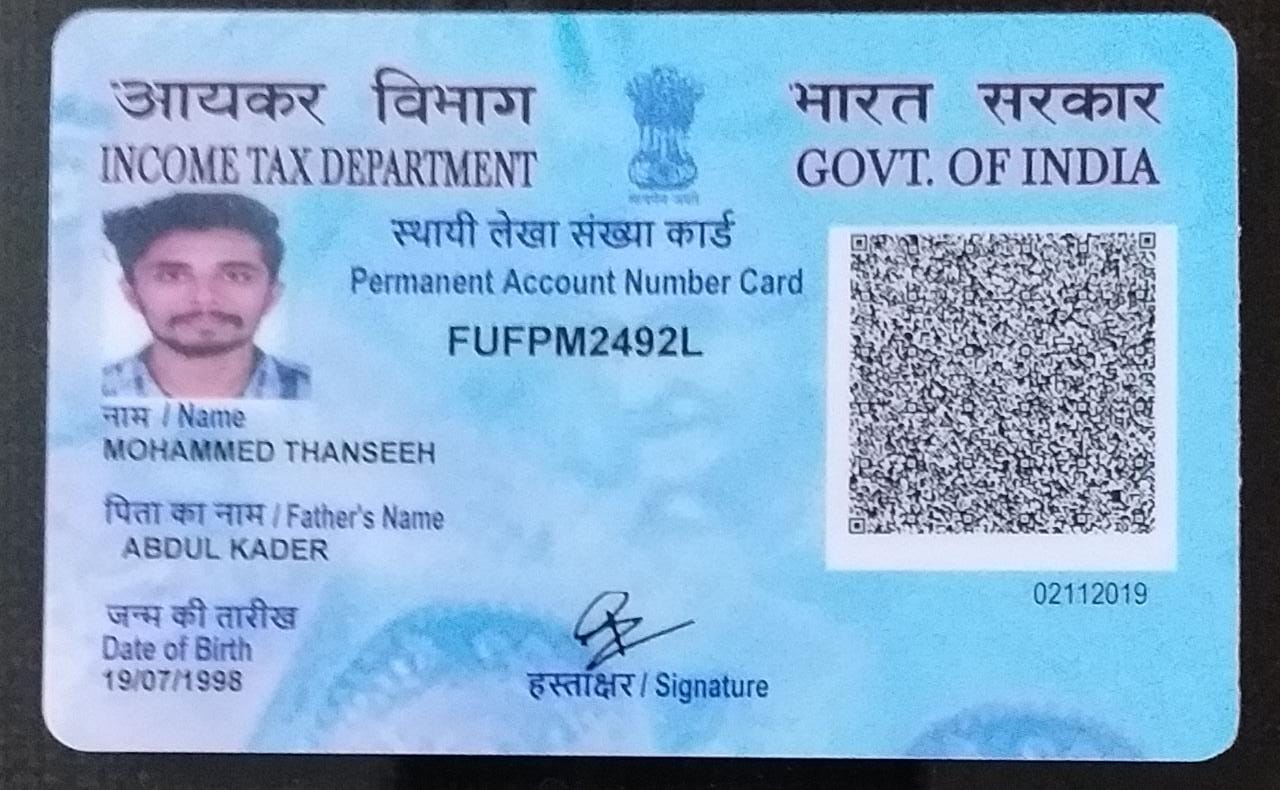 आयकर विभाग
INCOME TAX DEPARTMENT
भारत सरकार
GOVT. OF INDIA
स्थायी लेखा संख्या कार्ड
Permanent Account Number Card
FUFPM2492L
नाम / Name
MOHAMMED THANSEEH
पिता का नाम / Father's Name
ABDUL KADER
जन्म की तारीख
Date of Birth
19/07/1998
हस्ताक्षर / Signature
02112019